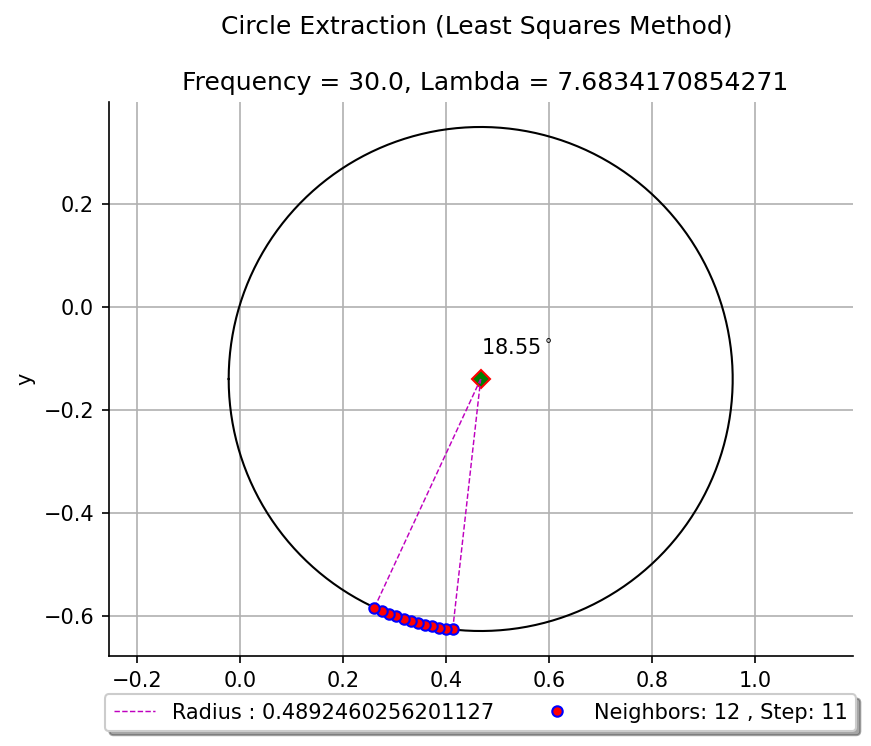 Circle Extraction (Least Squares Method)
Frequency = 30.0, Lambda = 7.6834170854271
0.2
0.0
−0.2
−0.4
−0.6
y
18.55°
−0.2 0.0 0.2 0.4 0.6 0.8 1.0
Radius : 0.4892460256201127 Neighbors: 12 , Step: 11